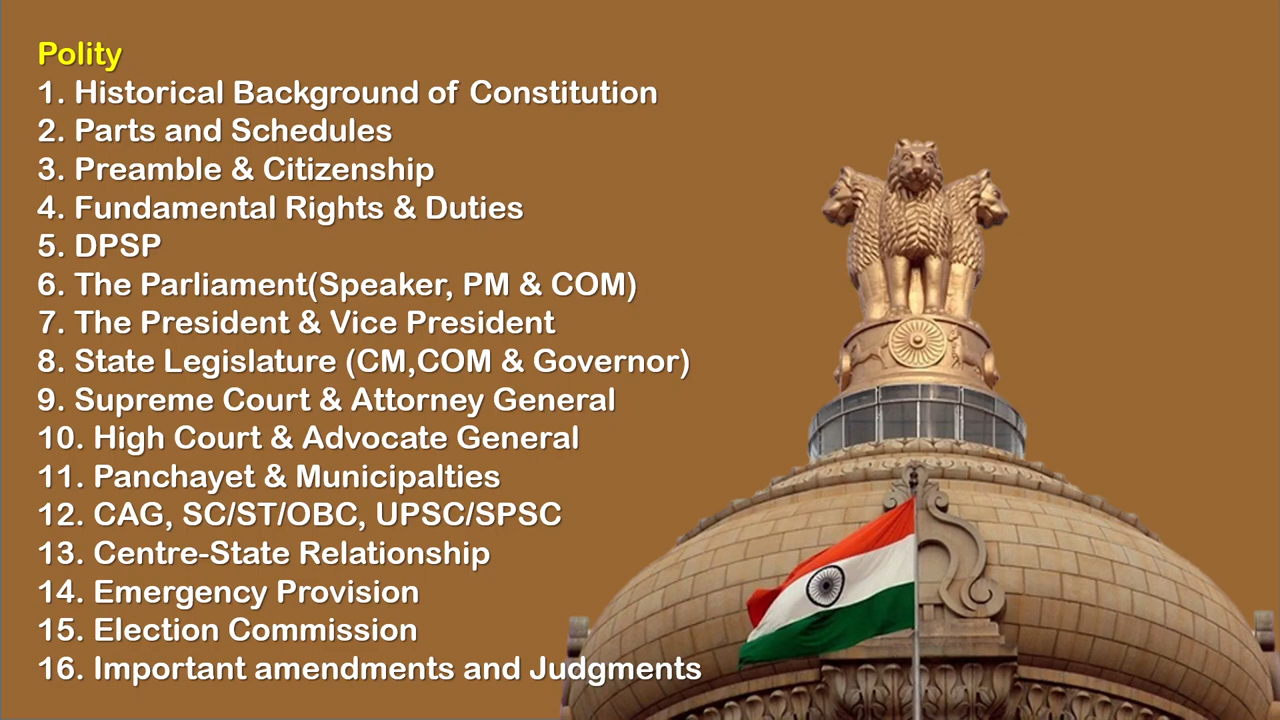 Polity
1. Historical Background of Constitution
2. Parts and Schedules
3. Preamble & Citizenship
4. Fundamental Rights & Duties
5. DPSP
6. The Parliament(Speaker, PM & COM)
7. The President & Vice President
8. State Legislature (CM,COM & Governor)
9. Supreme Court & Attorney General
10. High Court & Advocate General
11. Panchayet & Municipalties
12. CAG, SC/ST/OBC, UPSC/SPSC
13. Centre-State Relationship
14. Emergency Provision
15. Election Commission
16. Important amendments and Judgments